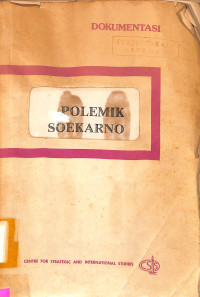 DOKUMENTASI
POLEMIK
SOEKARNO
CENTRE FOR STRATEGIC AND INTERNATIONAL STUDIES
CSIS